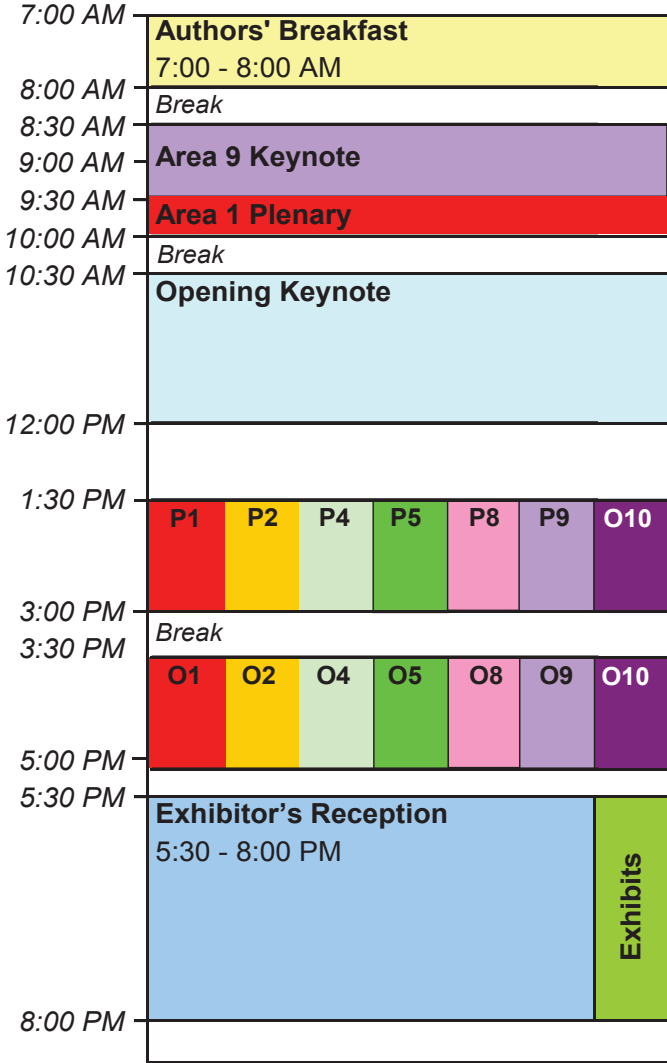 7:00 AM
Authors' Breakfast
7:00 - 8:00 AM
8:00 AM
Break
8:30 AM
9:00 AM
Area 9 Keynote
9:30 AM
Area 1 Plenary
10:00 AM
Break
10:30 AM
Opening Keynote
12:00 PM
1:30 PM
P1 P2 P4 P5 P8 P9 O10
3:00 PM
Break
3:30 PM
O1 O2 O4 O5 O8 O9 O10
5:00 PM
5:30 PM
Exhibitor’s Reception
5:30 - 8:00 PM
Exhibits
8:00 PM